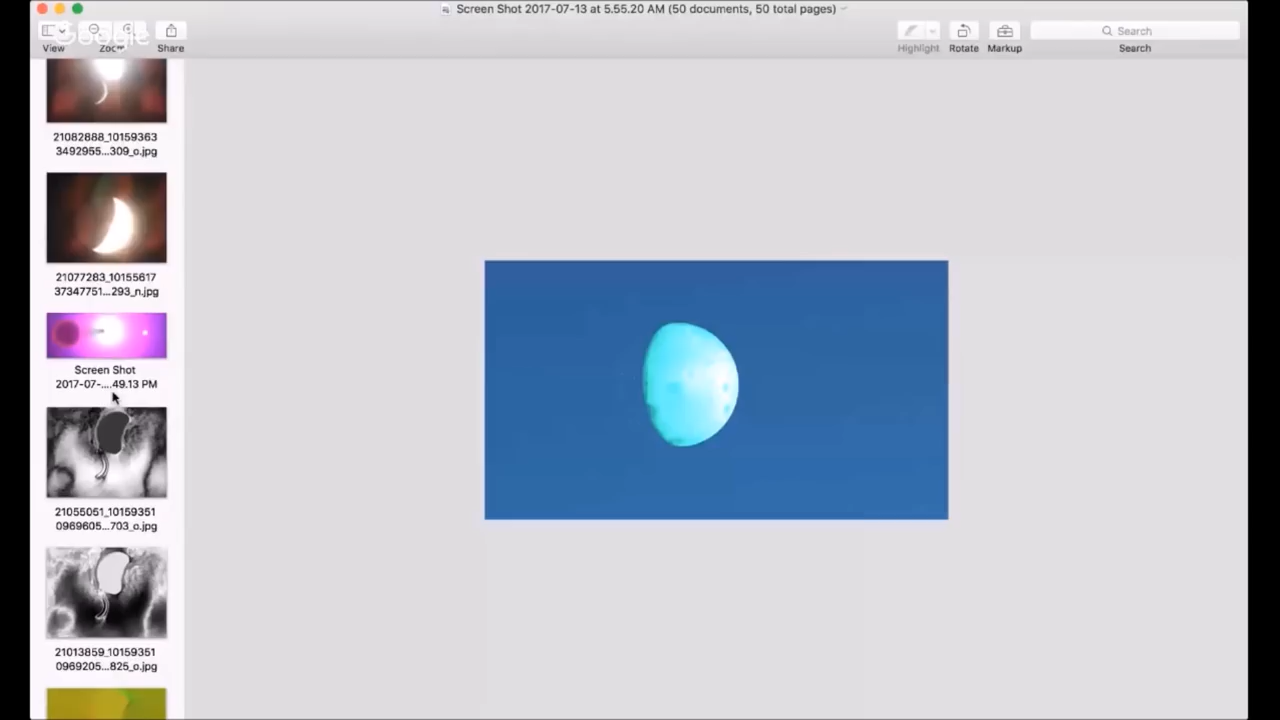 Screen Shot 2017-07-13 at 5.55.20 AM (50 documents, 50 total pages)
Google
View
Zoom
Share
Highlight
Rotate
Markup
Search
Search
21082888_10159363
3492955...309_o.jpg
21077283_10155617
37347751...293_n.jpg
Screen Shot
2017-07-....49.13 PM
21055051_10159351
0969605...703_o.jpg
21013859_10159351
0969205...825_o.jpg